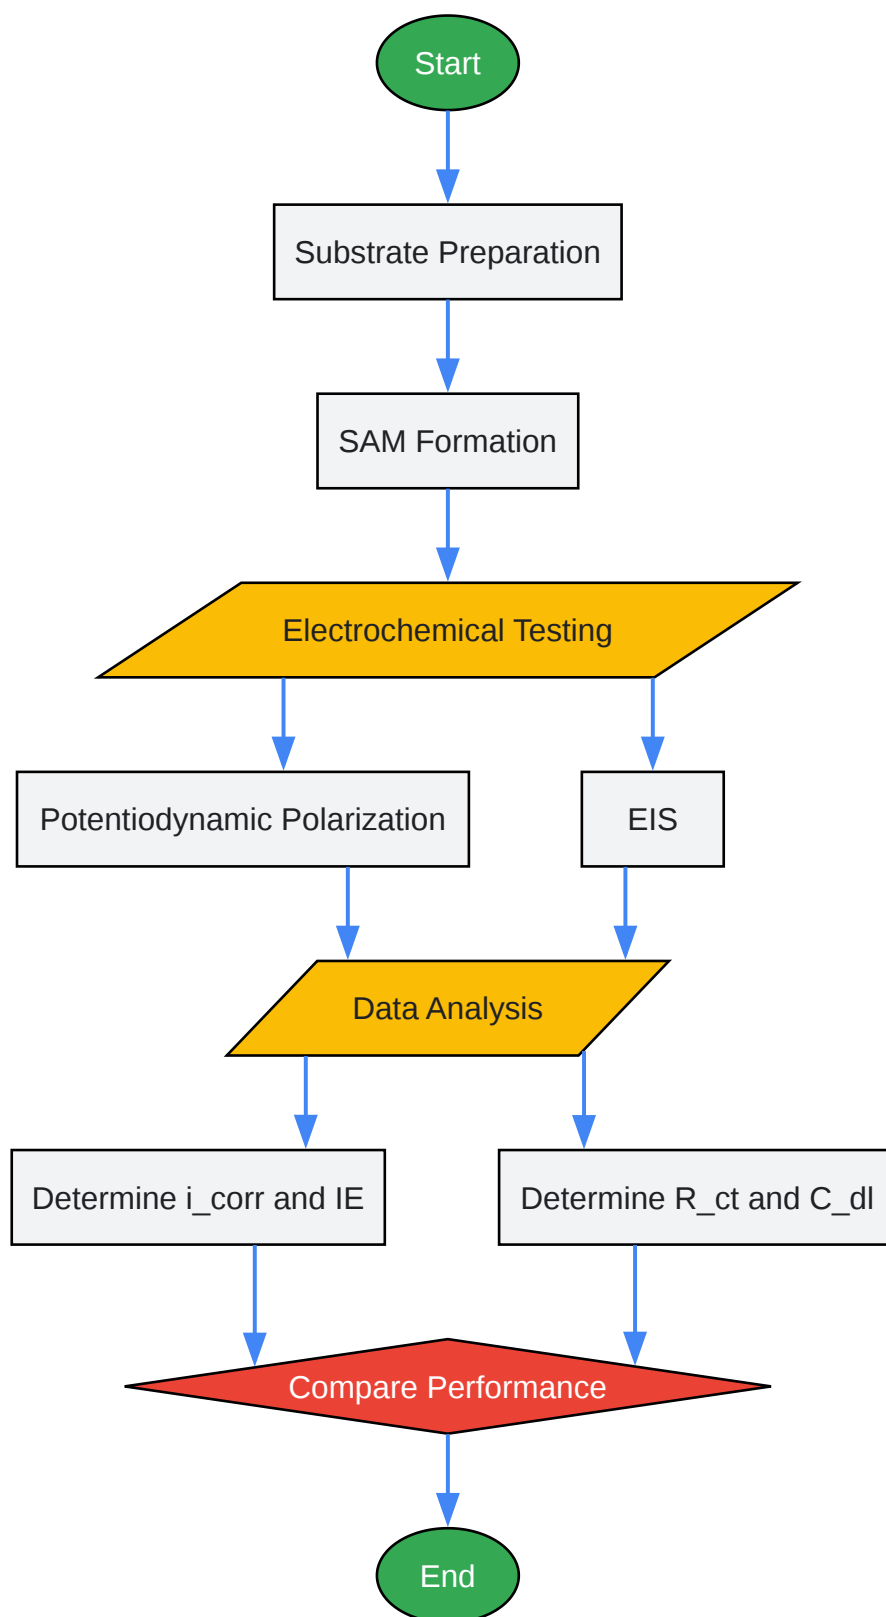 Start
Substrate Preparation
SAM Formation
Electrochemical Testing
Potentiodynamic Polarization
EIS
Data Analysis
Determine i_corr and IE
Determine R_ct and C_dl
Compare Performance
End